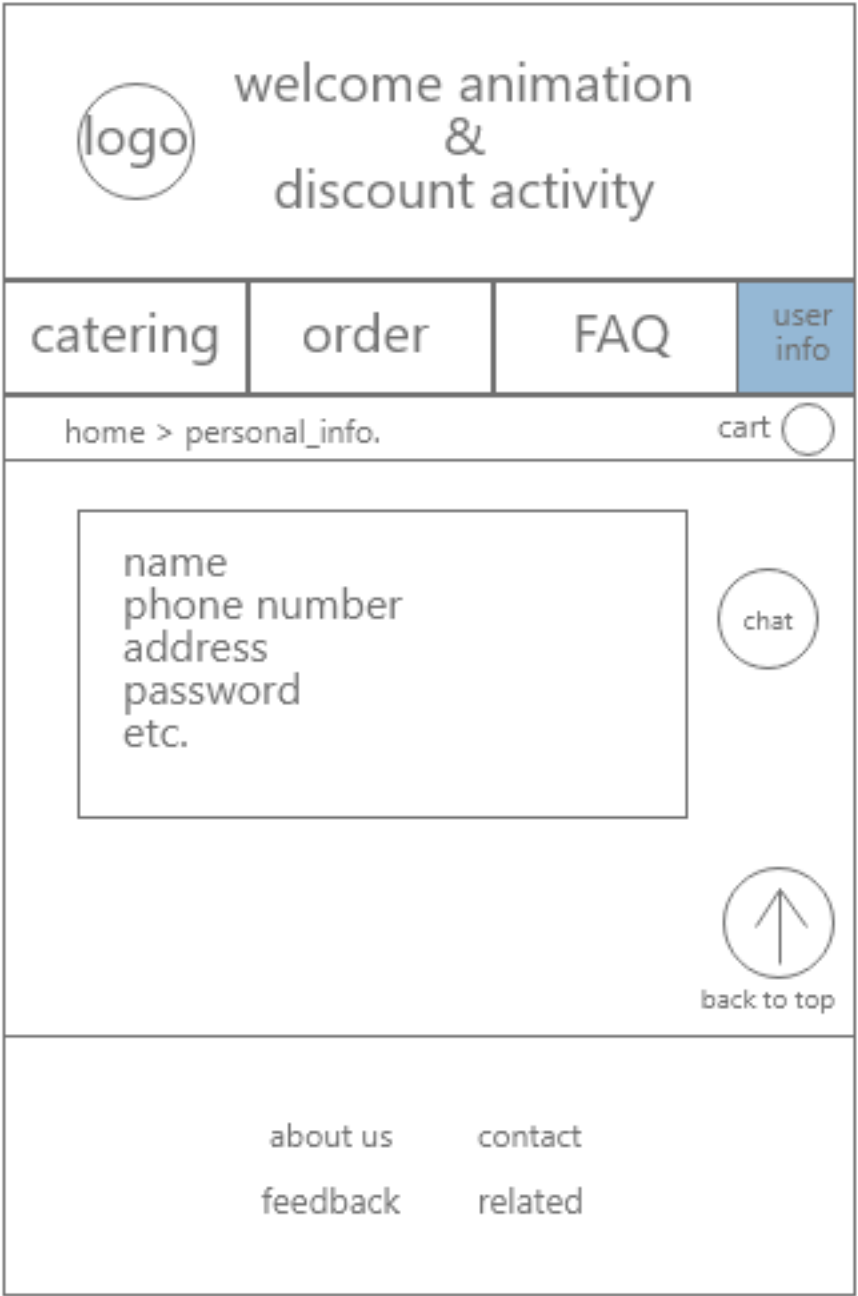 logo
welcome animation
&
discount activity
catering
order
FAQ
user
info
home > personal_info.
cart
name
phone number
address
password
etc.
chat
back to top
about us
contact
feedback
related